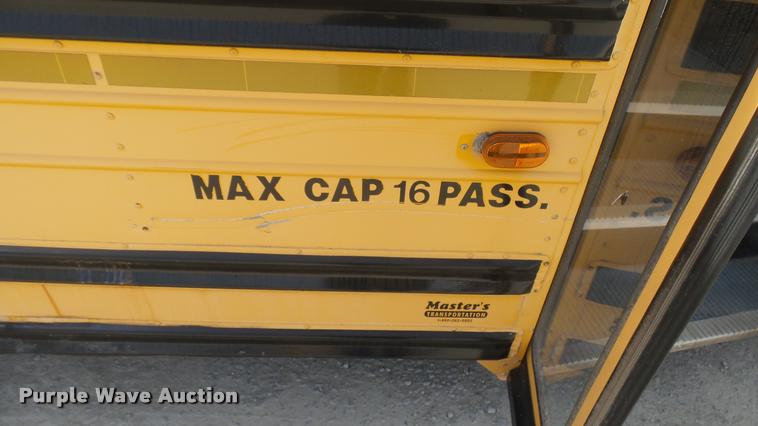 MAX CAP 16 PASS.
Master's
TRANSPORTATION
Purple Wave Auction